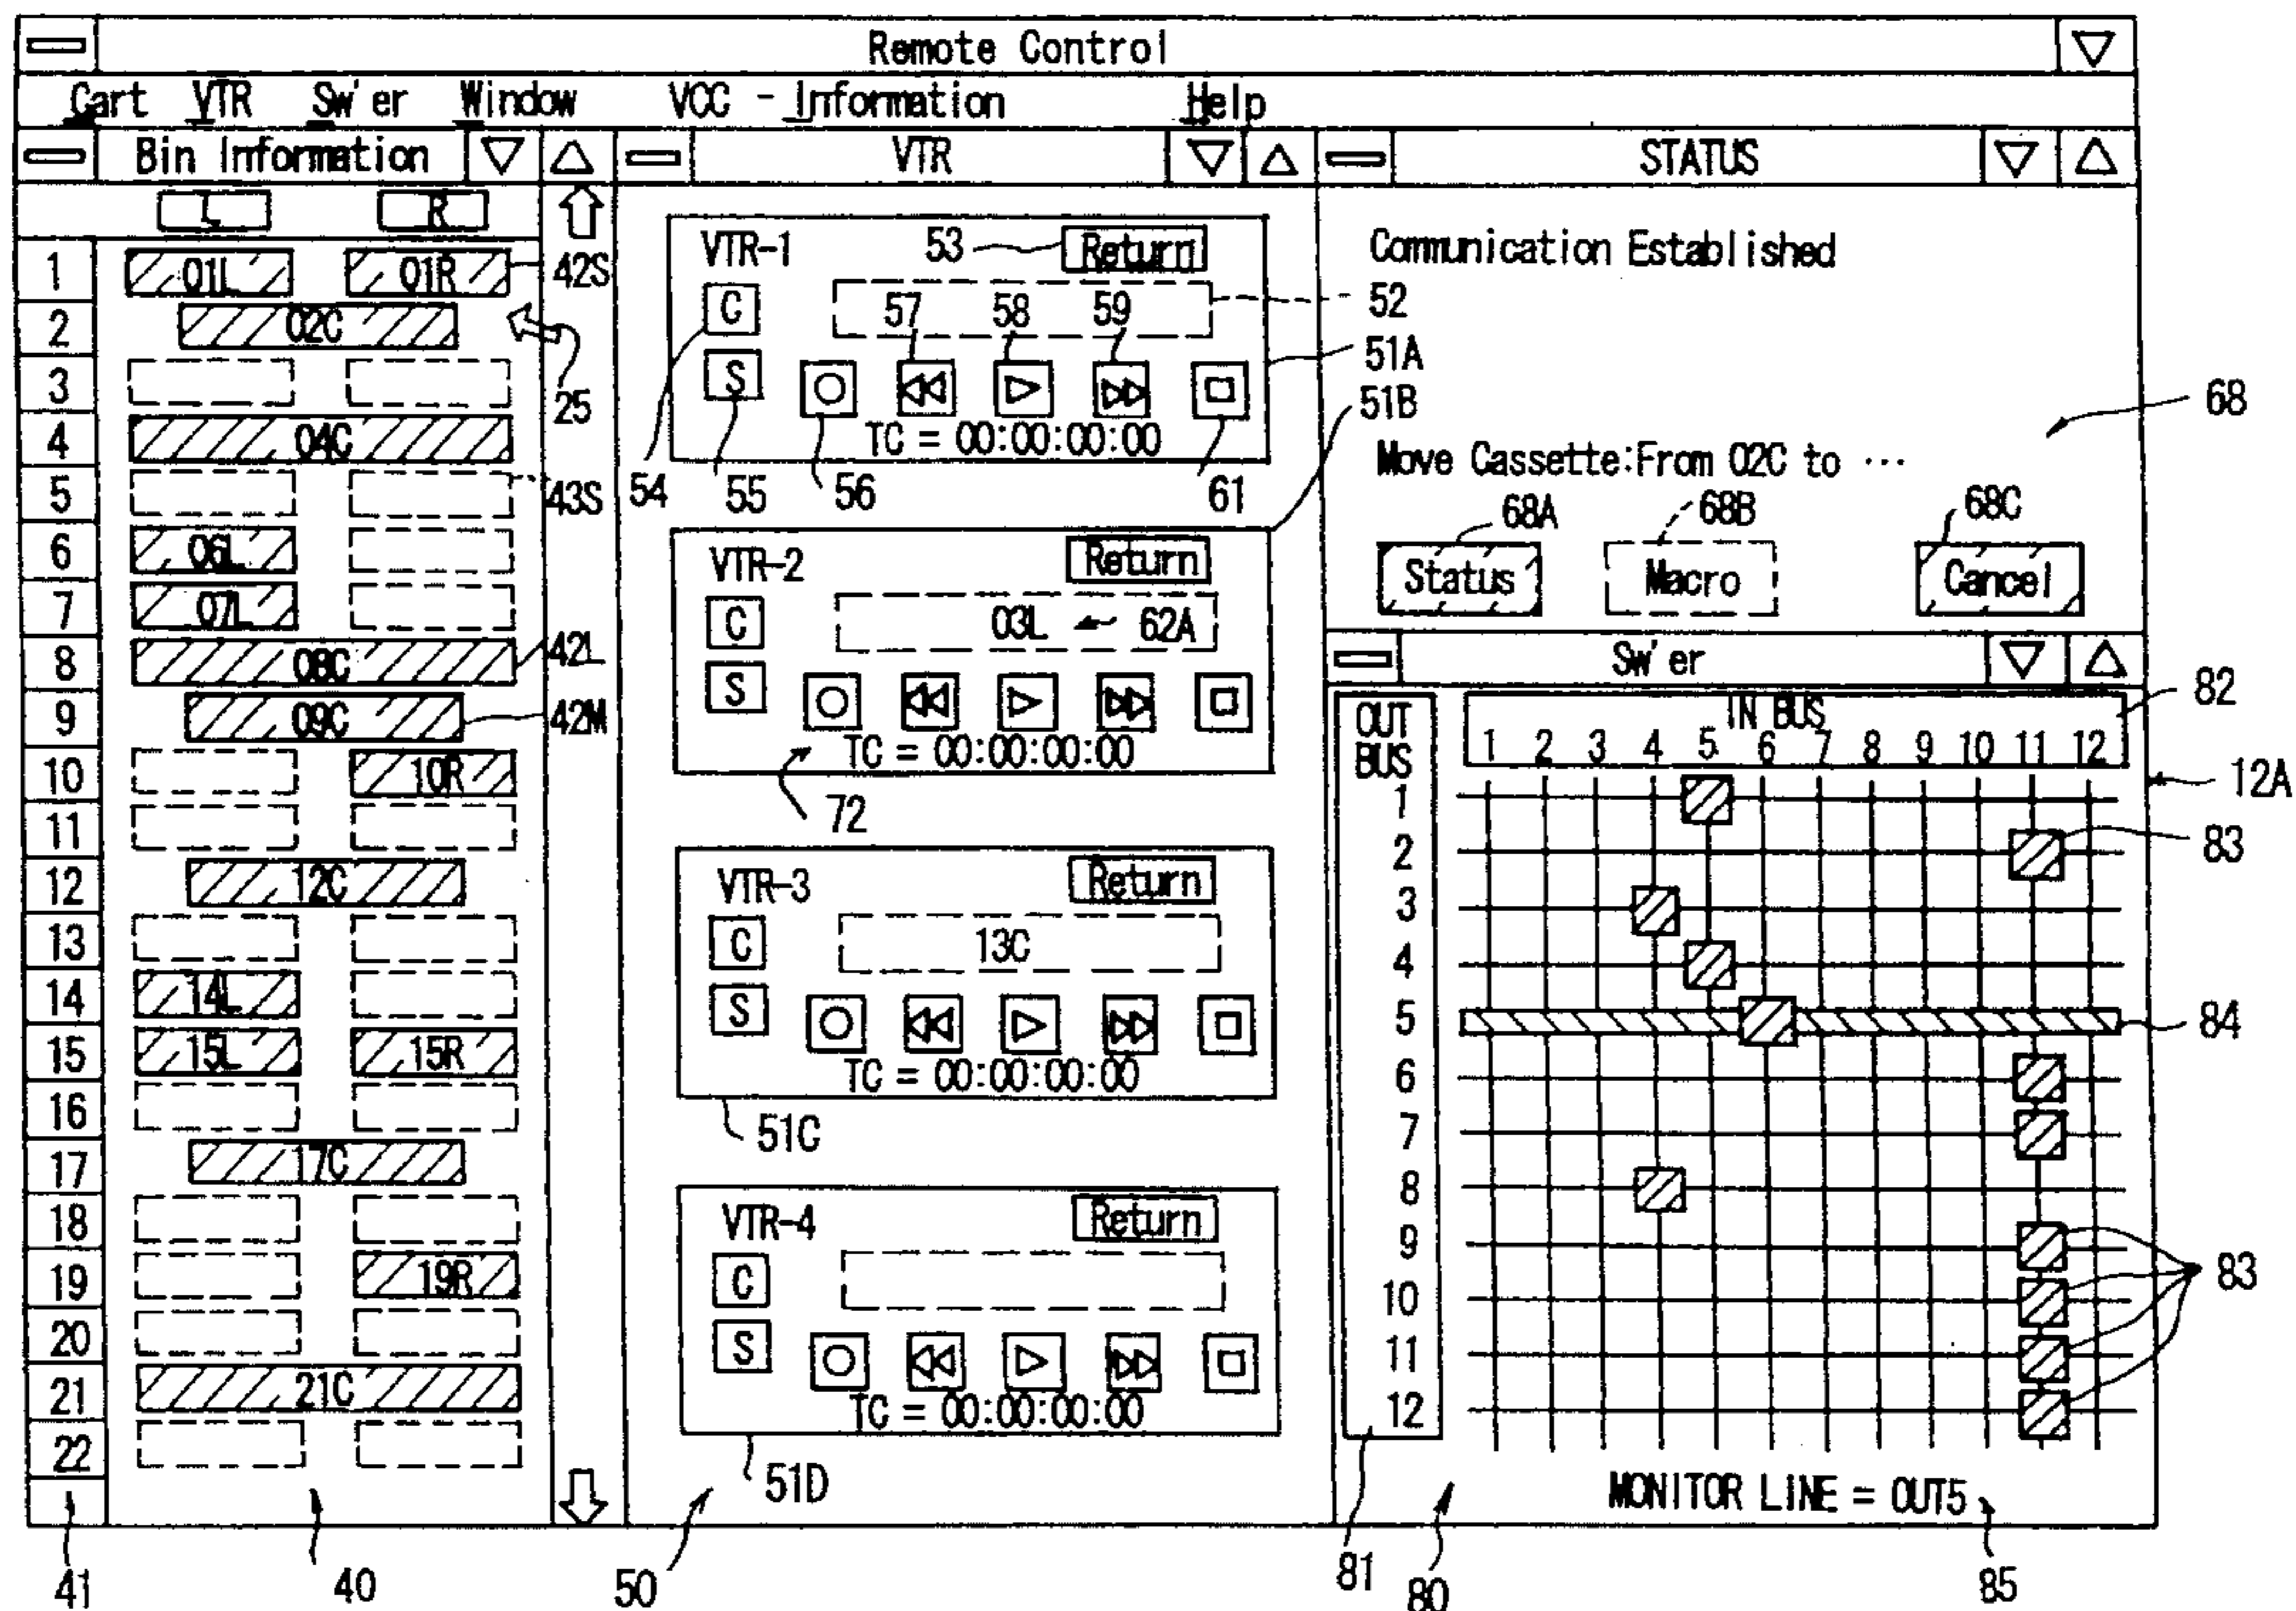 Remote Control
Cart VTR Sw'er Window VCC - Information Help
Bin Information
L R
1 01L 01R 42S
2 02C
25
3
4 04C
5 43S
6 06L
7 07L
8 08C 42L
9 09C 42M
10 10R
11
12 12C
13
14 14L
15 15L 15R
16
17 17C
18
19 19R
20
21 21C
22
41 40
VTR
VTR-1 53 Return
C 57 58 59 52
S 51A
TC = 00:00:00:00
54 55 56 61 51B
VTR-2 Return
C 03L 62A
S
TC = 00:00:00:00
72
VTR-3 Return
C 13C
S
TC = 00:00:00:00
51C
VTR-4 Return
C
S
TC = 00:00:00:00
51D
50
STATUS
Communication Established
68
Move Cassette:From 02C to ···
68A 68B 68C
Status Macro Cancel
Sw'er
OUT BUS
IN BUS 82
1 2 3 4 5 6 7 8 9 10 11 12
12A
1
2 83
3
4
5 84
6
7
8
9
10 83
11
12
MONITOR LINE = OUT5
81 80 85